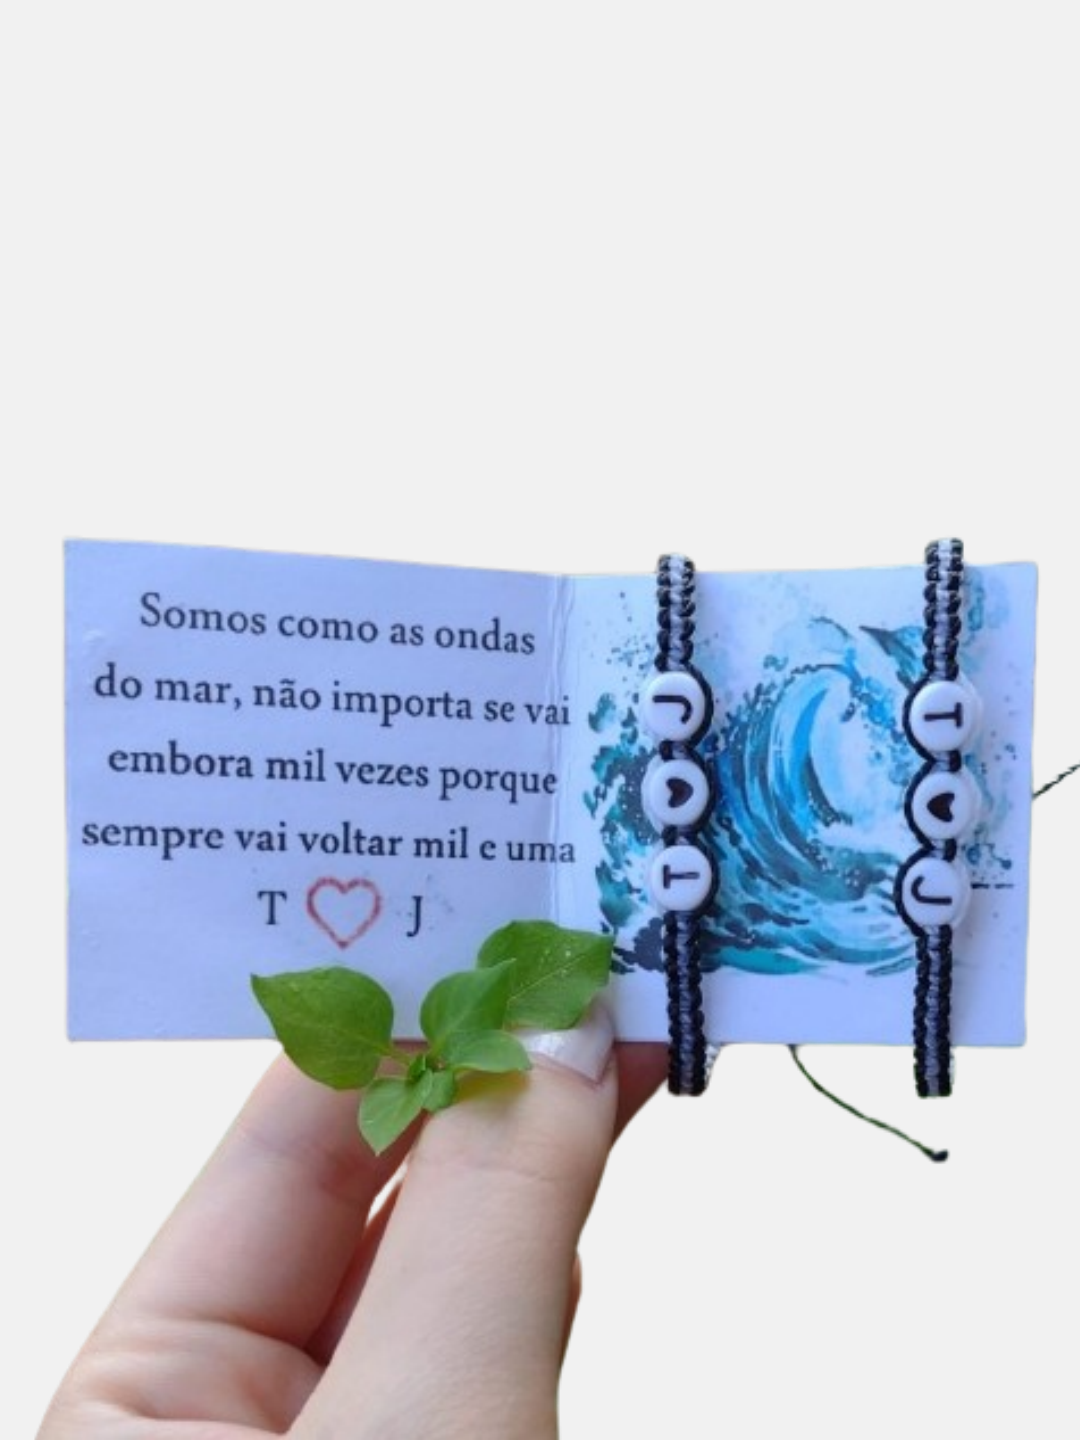 Somos como as ondas
do mar, não importa se vai
embora mil vezes porque
sempre vai voltar mil e uma
T ♡ J
J ♥ T
T ♥ J